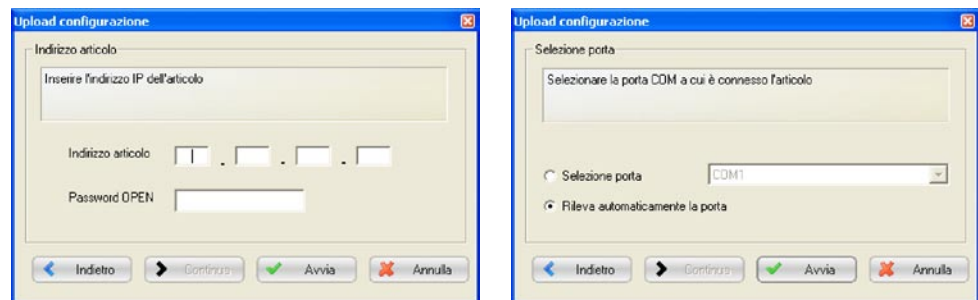 Upload configurazione
Indirizzo articolo
Inserire l'indirizzo IP dell'articolo
Indirizzo articolo . . .
Password OPEN
Indietro Continua Avvia Annulla
Upload configurazione
Selezione porta
Selezionare la porta COM a cui è connesso l'articolo
Selezione porta COM1
Rileva automaticamente la porta
Indietro Continua Avvia Annulla